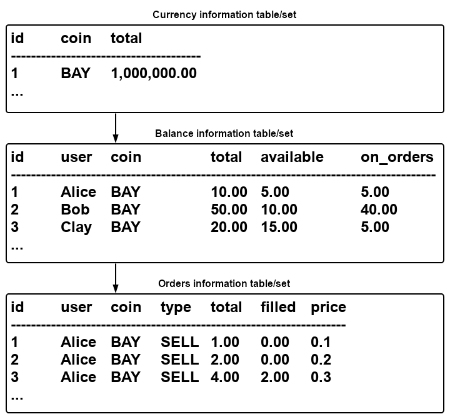 Currency information table/set
id coin total
1 BAY 1,000,000.00
...
Balance information table/set
id user coin total available on_orders
1 Alice BAY 10.00 5.00 5.00
2 Bob BAY 50.00 10.00 40.00
3 Clay BAY 20.00 15.00 5.00
...
Orders information table/set
id user coin type total filled price
1 Alice BAY SELL 1.00 0.00 0.1
2 Alice BAY SELL 2.00 0.00 0.2
3 Alice BAY SELL 4.00 2.00 0.3
...